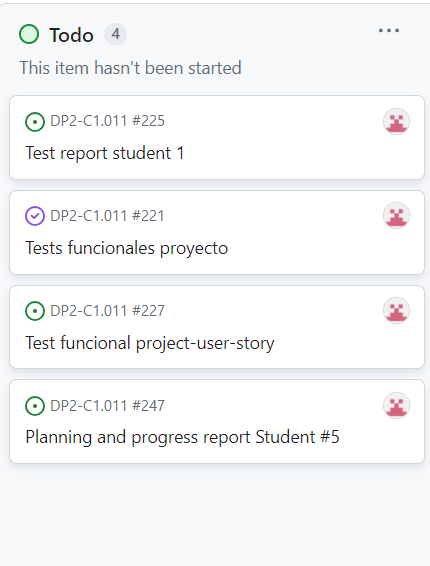 Todo 4
This item hasn't been started
DP2-C1.011 #225
Test report student 1
DP2-C1.011 #221
Tests funcionales proyecto
DP2-C1.011 #227
Test funcional project-user-story
DP2-C1.011 #247
Planning and progress report Student #5